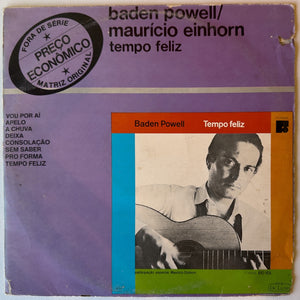 baden powell/
maurício einhorn
tempo feliz
FORA DE SÉRIE
PREÇO
ECONÔMICO
MATRIZ ORIGINAL
VOU POR AÍ
APELO
A CHUVA
DEIXA
CONSOLAÇÃO
SEM SABER
PRO FORMA
TEMPO FELIZ
Baden Powell Tempo feliz